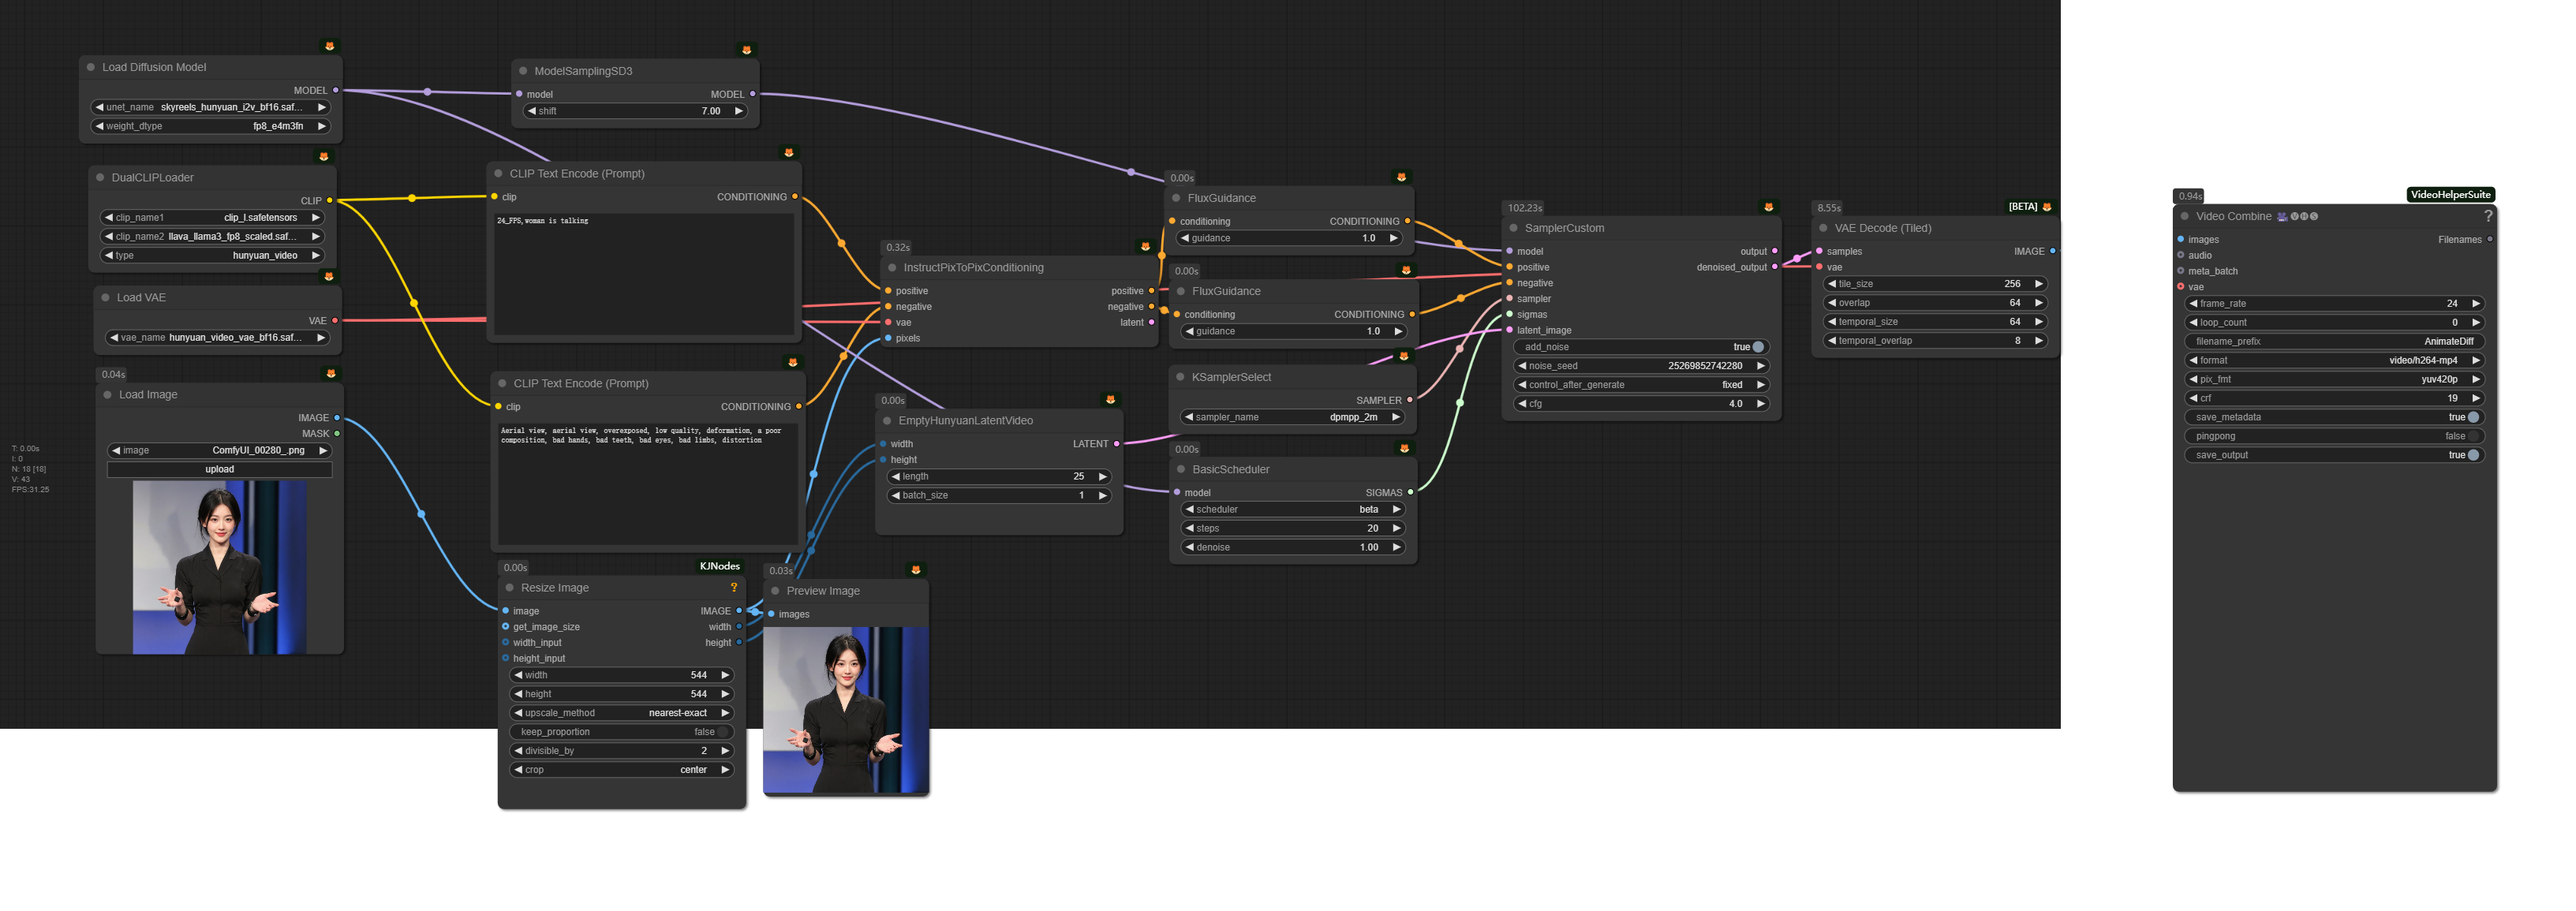 Load Diffusion Model
MODEL
unet_name skyreels_hunyuan_i2v_bf16.saf...
weight_dtype fp8_e4m3fn
ModelSamplingSD3
model MODEL
shift 7.00
DualCLIPLoader
CLIP
clip_name1 clip_l.safetensors
clip_name2 llava_llama3_fp8_scaled.saf...
type hunyuan_video
Load VAE
VAE
vae_name hunyuan_video_vae_bf16.saf...
0.04s
Load Image
IMAGE
MASK
image ComfyUI_00280_.png
upload
T: 0.00s
I: 0
N: 18 [18]
V: 43
FPS:31.25
CLIP Text Encode (Prompt)
clip CONDITIONING
24_FPS, woman is talking
CLIP Text Encode (Prompt)
clip CONDITIONING
Aerial view, aerial view, overexposed, low quality, deformation, a poor
composition, bad hands, bad teeth, bad eyes, bad limbs, distortion
0.00s KJNodes
Resize Image ?
image IMAGE
get_image_size width
width_input height
height_input
width 544
height 544
upscale_method nearest-exact
keep_proportion false
divisible_by 2
crop center
0.03s
Preview Image
images
0.32s
InstructPixToPixConditioning
positive positive
negative negative
vae latent
pixels
0.00s
EmptyHunyuanLatentVideo
width LATENT
height
length 25
batch_size 1
0.00s
FluxGuidance
conditioning CONDITIONING
guidance 1.0
0.00s
FluxGuidance
conditioning CONDITIONING
guidance 1.0
KSamplerSelect
SAMPLER
sampler_name dpmpp_2m
0.00s
BasicScheduler
model SIGMAS
scheduler beta
steps 20
denoise 1.00
102.23s
SamplerCustom
model output
positive denoised_output
negative
sampler
sigmas
latent_image
add_noise true
noise_seed 25269852742280
control_after_generate fixed
cfg 4.0
8.55s [BETA]
VAE Decode (Tiled)
samples IMAGE
vae
tile_size 256
overlap 64
temporal_size 64
temporal_overlap 8
0.94s VideoHelperSuite
Video Combine VHS ?
images Filenames
audio
meta_batch
vae
frame_rate 24
loop_count 0
filename_prefix AnimateDiff
format video/h264-mp4
pix_fmt yuv420p
crf 19
save_metadata true
pingpong false
save_output true